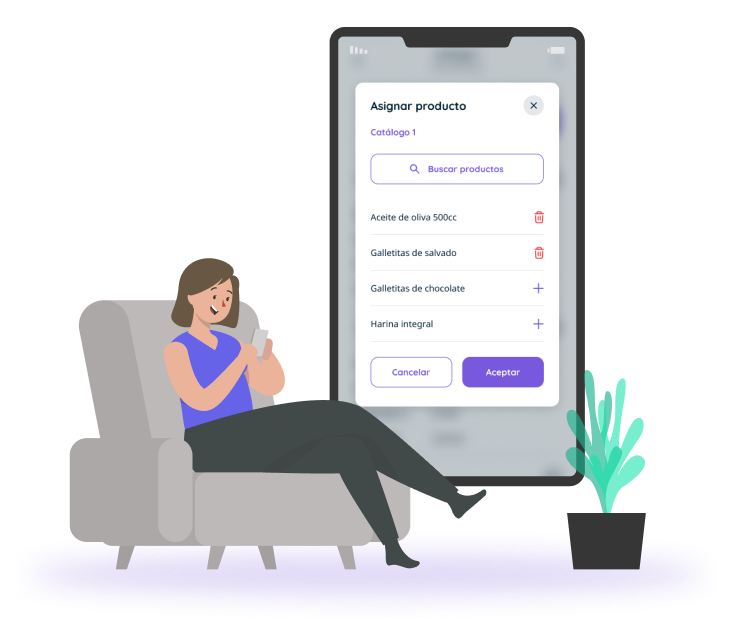 Asignar producto
Catálogo 1
Buscar productos
Aceite de oliva 500cc
Galletitas de salvado
Galletitas de chocolate
Harina integral
Cancelar
Aceptar